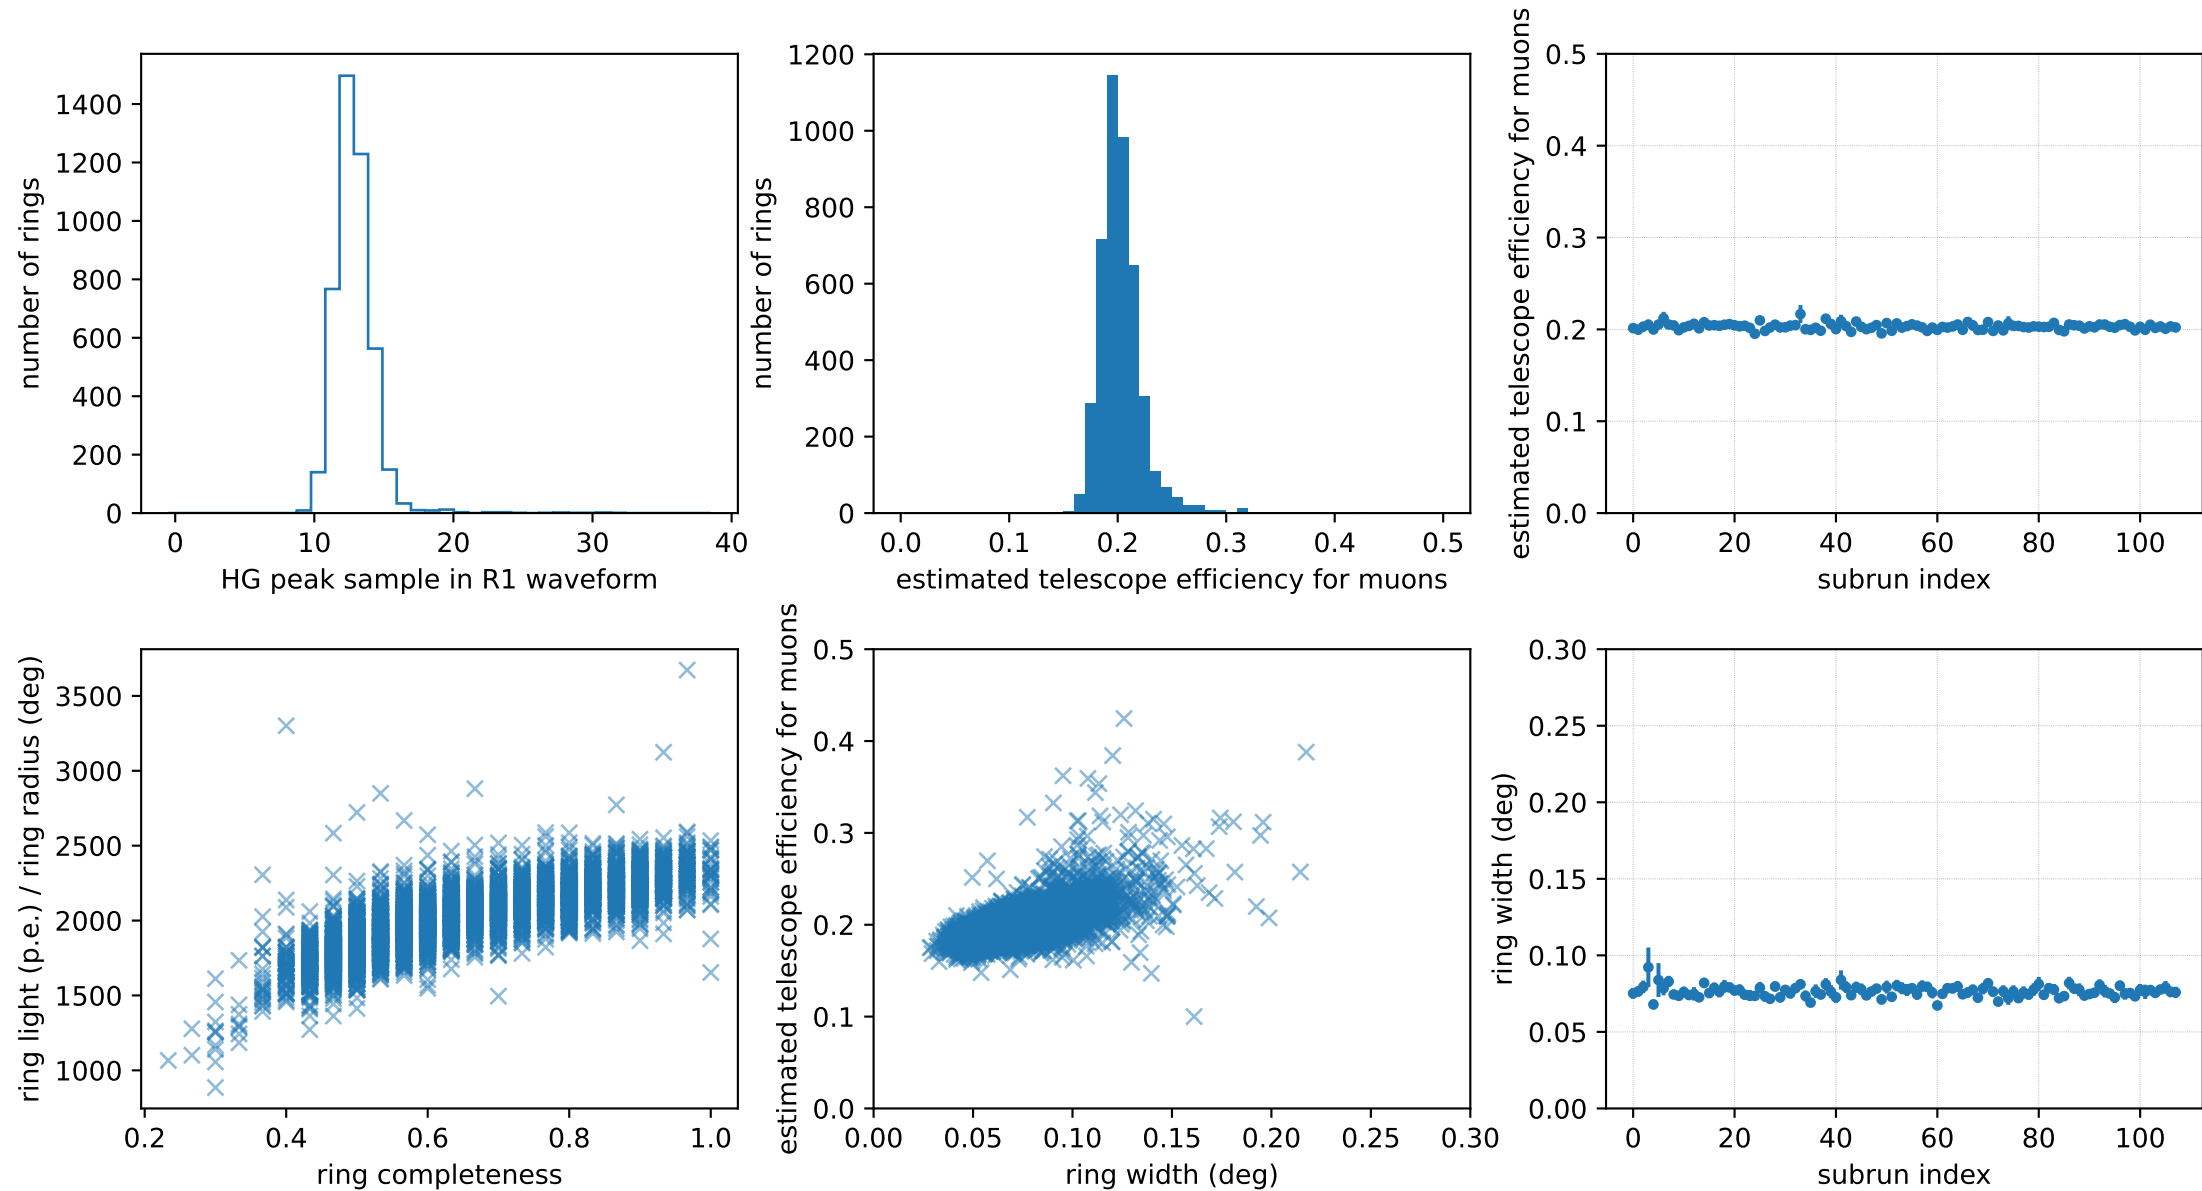 number of rings
1400
1200
1000
800
600
400
200
0
0 10 20 30 40
HG peak sample in R1 waveform
number of rings
1200
1000
800
600
400
200
0
0.0 0.1 0.2 0.3 0.4 0.5
estimated telescope efficiency for muons
estimated telescope efficiency for muons
0.5
0.4
0.3
0.2
0.1
0.0
0 20 40 60 80 100
subrun index
ring light (p.e.) / ring radius (deg)
3500
3000
2500
2000
1500
1000
0.2 0.4 0.6 0.8 1.0
ring completeness
estimated telescope efficiency for muons
0.5
0.4
0.3
0.2
0.1
0.0
0.00 0.05 0.10 0.15 0.20 0.25 0.30
ring width (deg)
ring width (deg)
0.30
0.25
0.20
0.15
0.10
0.05
0.00
0 20 40 60 80 100
subrun index